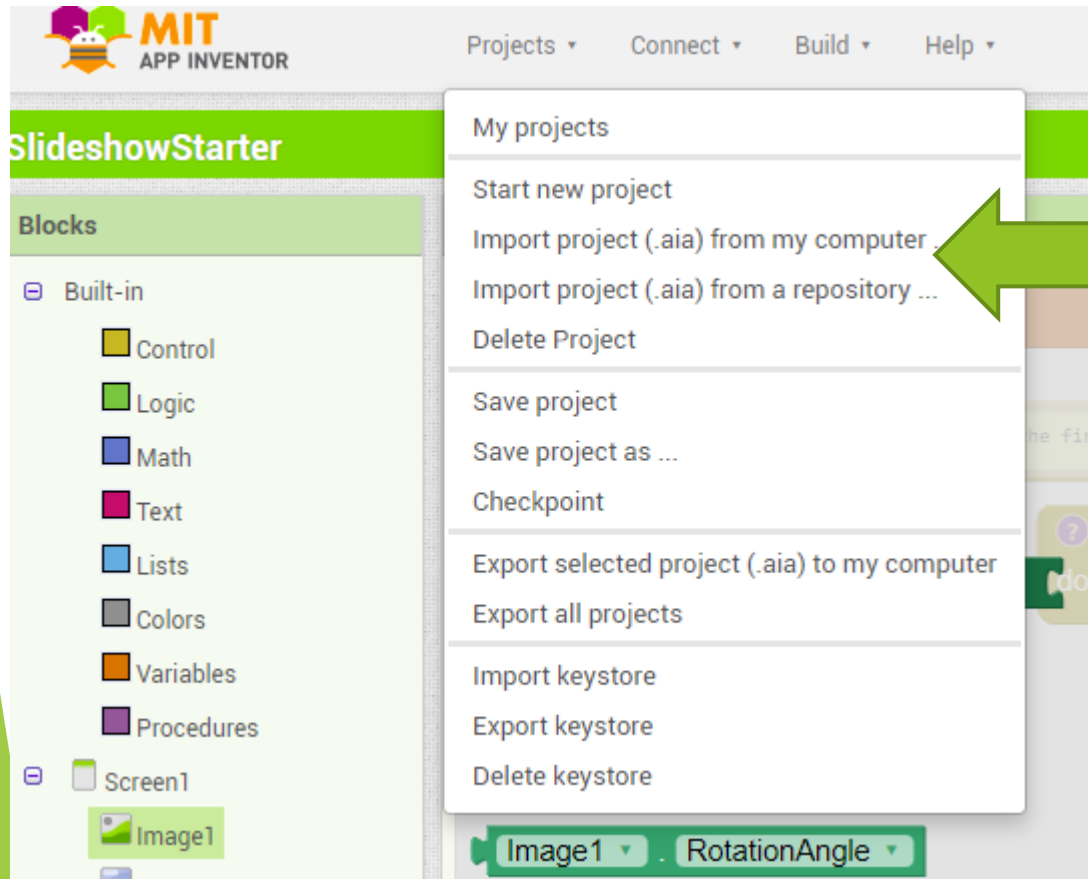 MIT
APP INVENTOR
Projects Connect Build Help
SlideshowStarter
My projects
Start new project
Import project (.aia) from my computer .
Import project (.aia) from a repository ...
Delete Project
Save project
Save project as ...
Checkpoint
Export selected project (.aia) to my computer
Export all projects
Import keystore
Export keystore
Delete keystore
Blocks
Built-in
Control
Logic
Math
Text
Lists
Colors
Variables
Procedures
Screen1
Image1
he fir
?
do
Image1 . RotationAngle